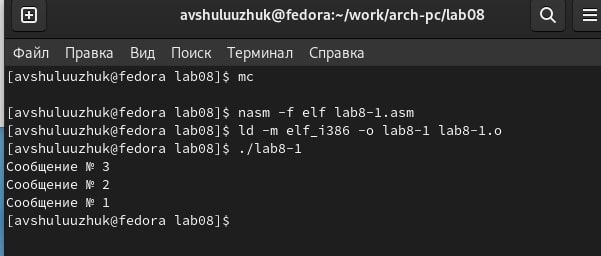 avshuluuzhuk@fedora:~/work/arch-pc/lab08
Файл Правка Вид Поиск Терминал Справка
[avshuluuzhuk@fedora lab08]$ mc
[avshuluuzhuk@fedora lab08]$ nasm -f elf lab8-1.asm
[avshuluuzhuk@fedora lab08]$ ld -m elf_i386 -o lab8-1 lab8-1.o
[avshuluuzhuk@fedora lab08]$ ./lab8-1
Сообщение № 3
Сообщение № 2
Сообщение № 1
[avshuluuzhuk@fedora lab08]$